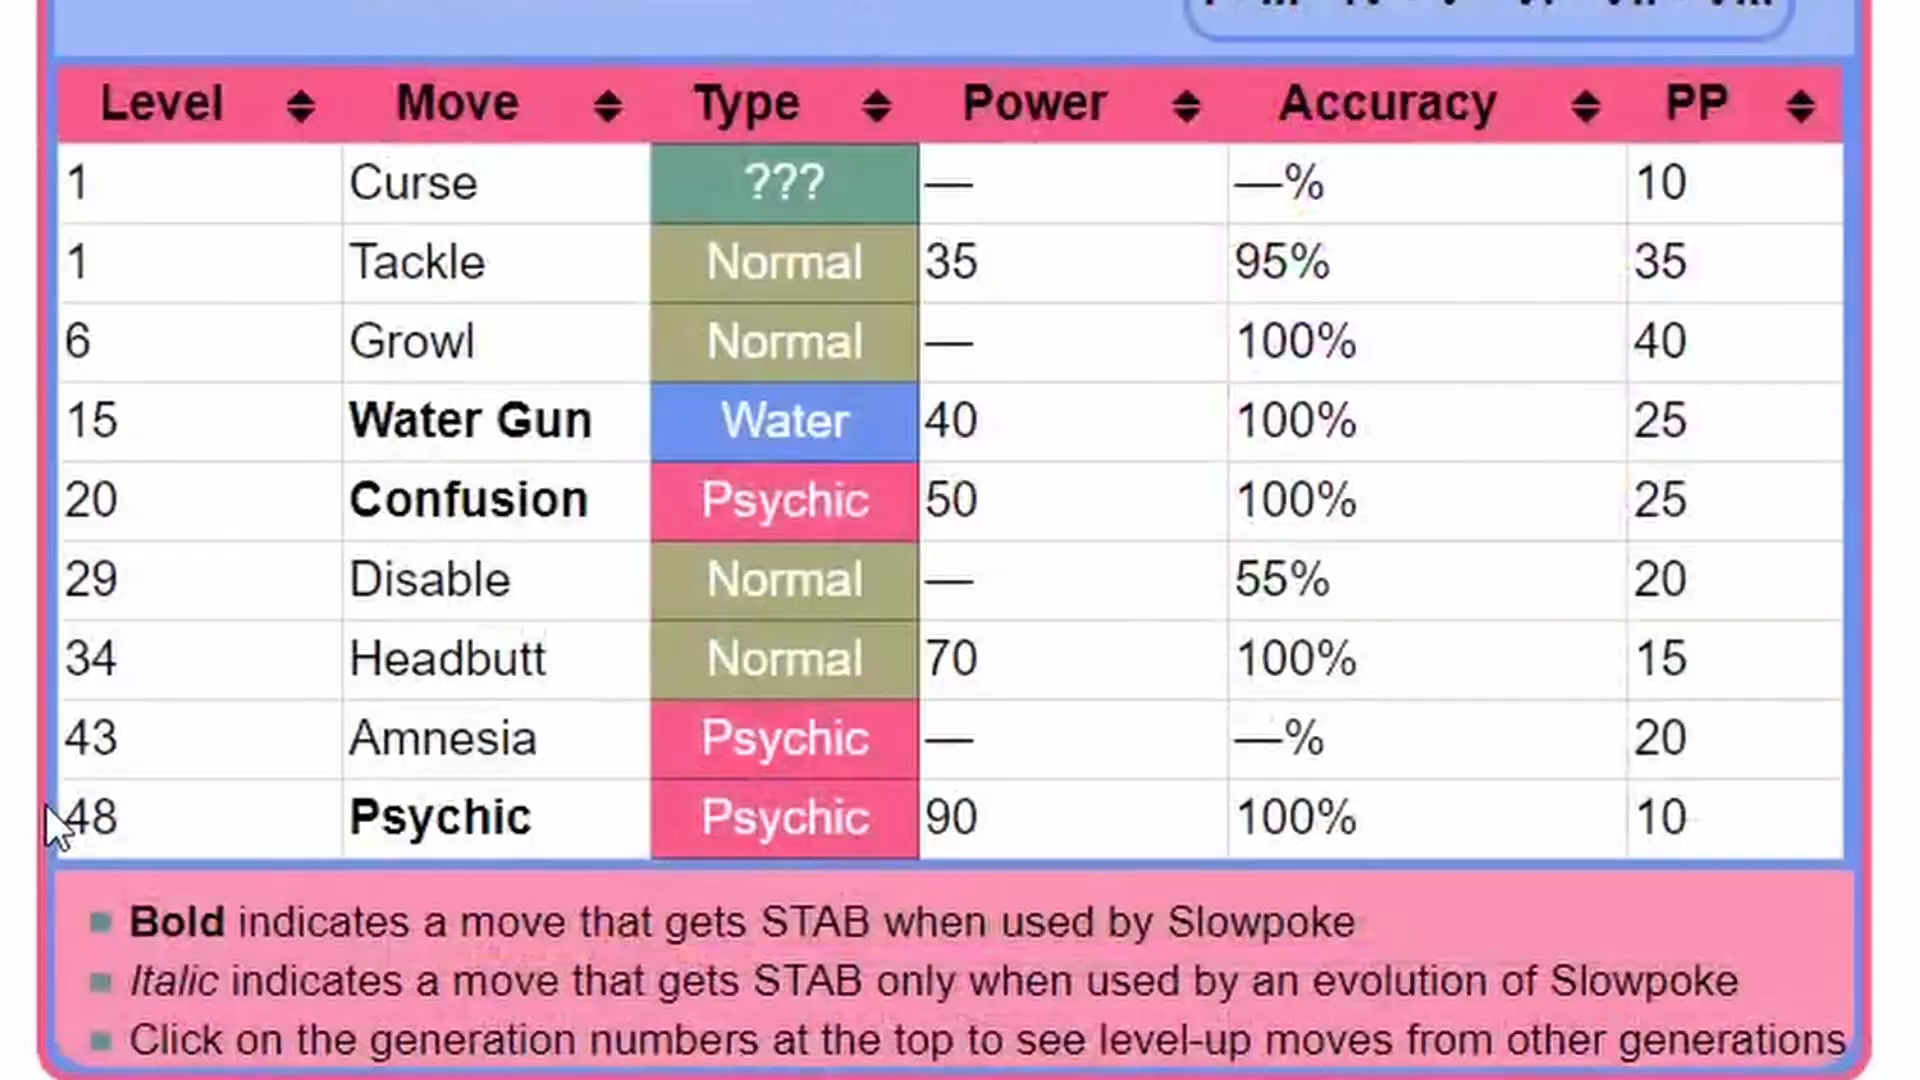 Level Move Type Power Accuracy PP
1 Curse ??? — —% 10
1 Tackle Normal 35 95% 35
6 Growl Normal — 100% 40
15 Water Gun Water 40 100% 25
20 Confusion Psychic 50 100% 25
29 Disable Normal — 55% 20
34 Headbutt Normal 70 100% 15
43 Amnesia Psychic — —% 20
48 Psychic Psychic 90 100% 10
Bold indicates a move that gets STAB when used by Slowpoke
Italic indicates a move that gets STAB only when used by an evolution of Slowpoke
Click on the generation numbers at the top to see level-up moves from other generations